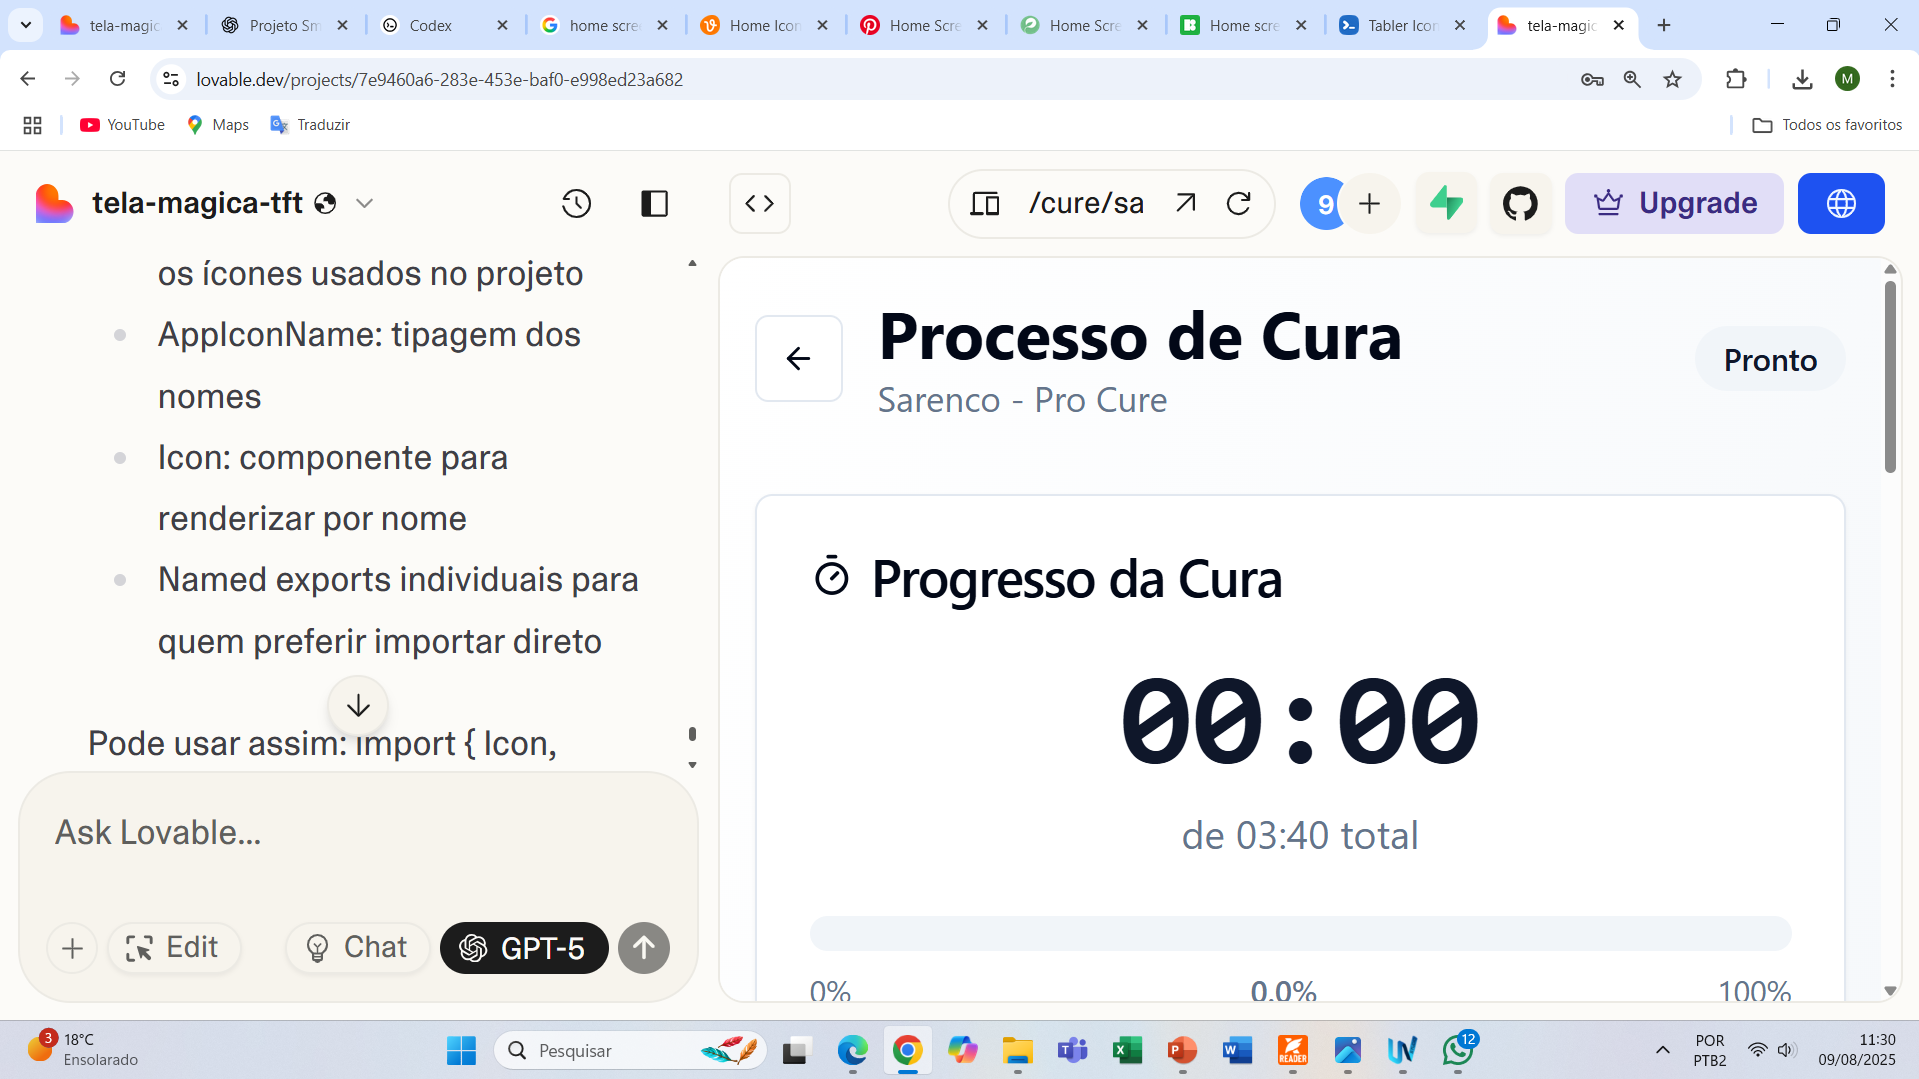 tela-magic
Projeto Sm
Codex
home scre
Home Icon
Home Scre
Home Scre
Home scre
Tabler Icon
tela-magic
lovable.dev/projects/7e9460a6-283e-453e-baf0-e998ed23a682
M
YouTube
Maps
Traduzir
Todos os favoritos
tela-magica-tft
/cure/sa
9
Upgrade
os ícones usados no projeto
AppIconName: tipagem dos
nomes
Icon: componente para
renderizar por nome
Named exports individuais para
quem preferir importar direto
Pode usar assim: import { Icon,
Ask Lovable...
Edit
Chat
GPT-5
Processo de Cura
Sarenco - Pro Cure
Pronto
Progresso da Cura
00:00
de 03:40 total
0%
0.0%
100%
3
18°C
Ensolarado
Pesquisar
READER
12
POR
PTB2
11:30
09/08/2025